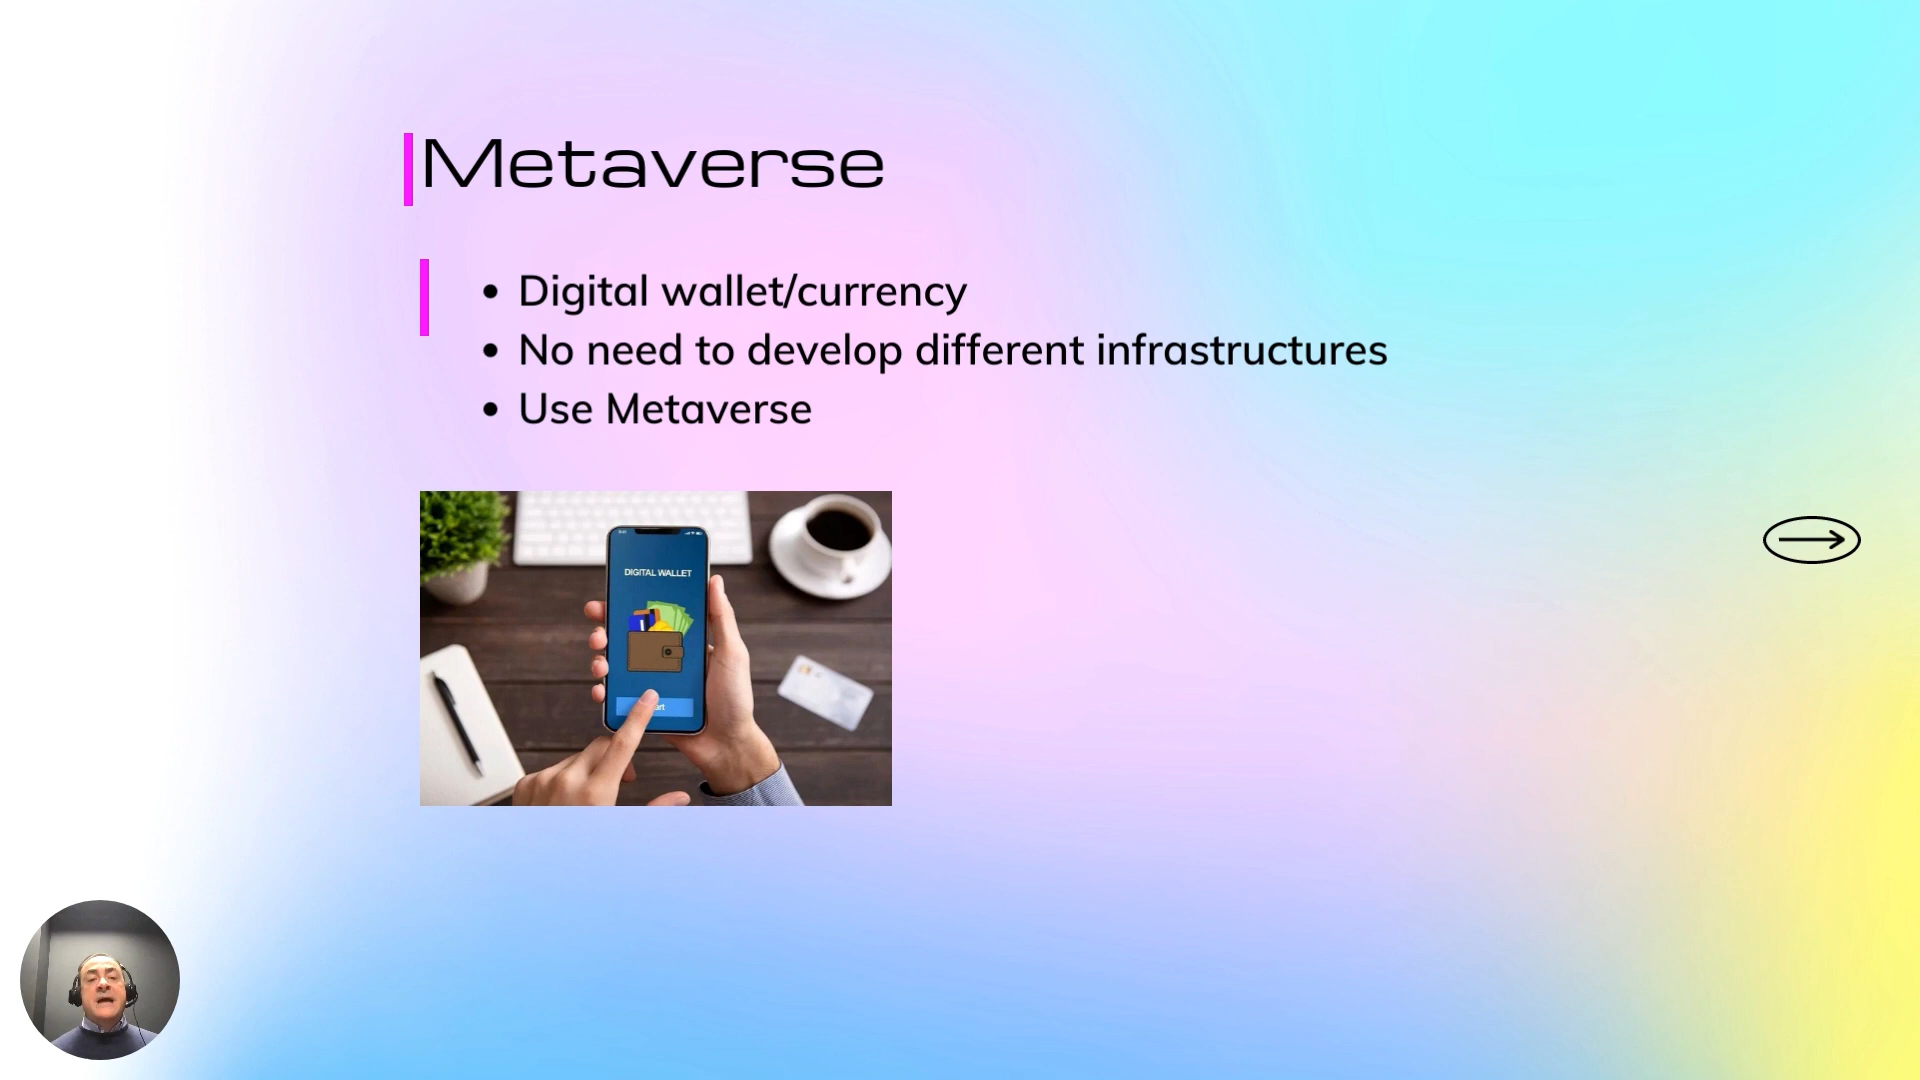 Metaverse
• Digital wallet/currency
• No need to develop different infrastructures
• Use Metaverse
DIGITAL WALLET